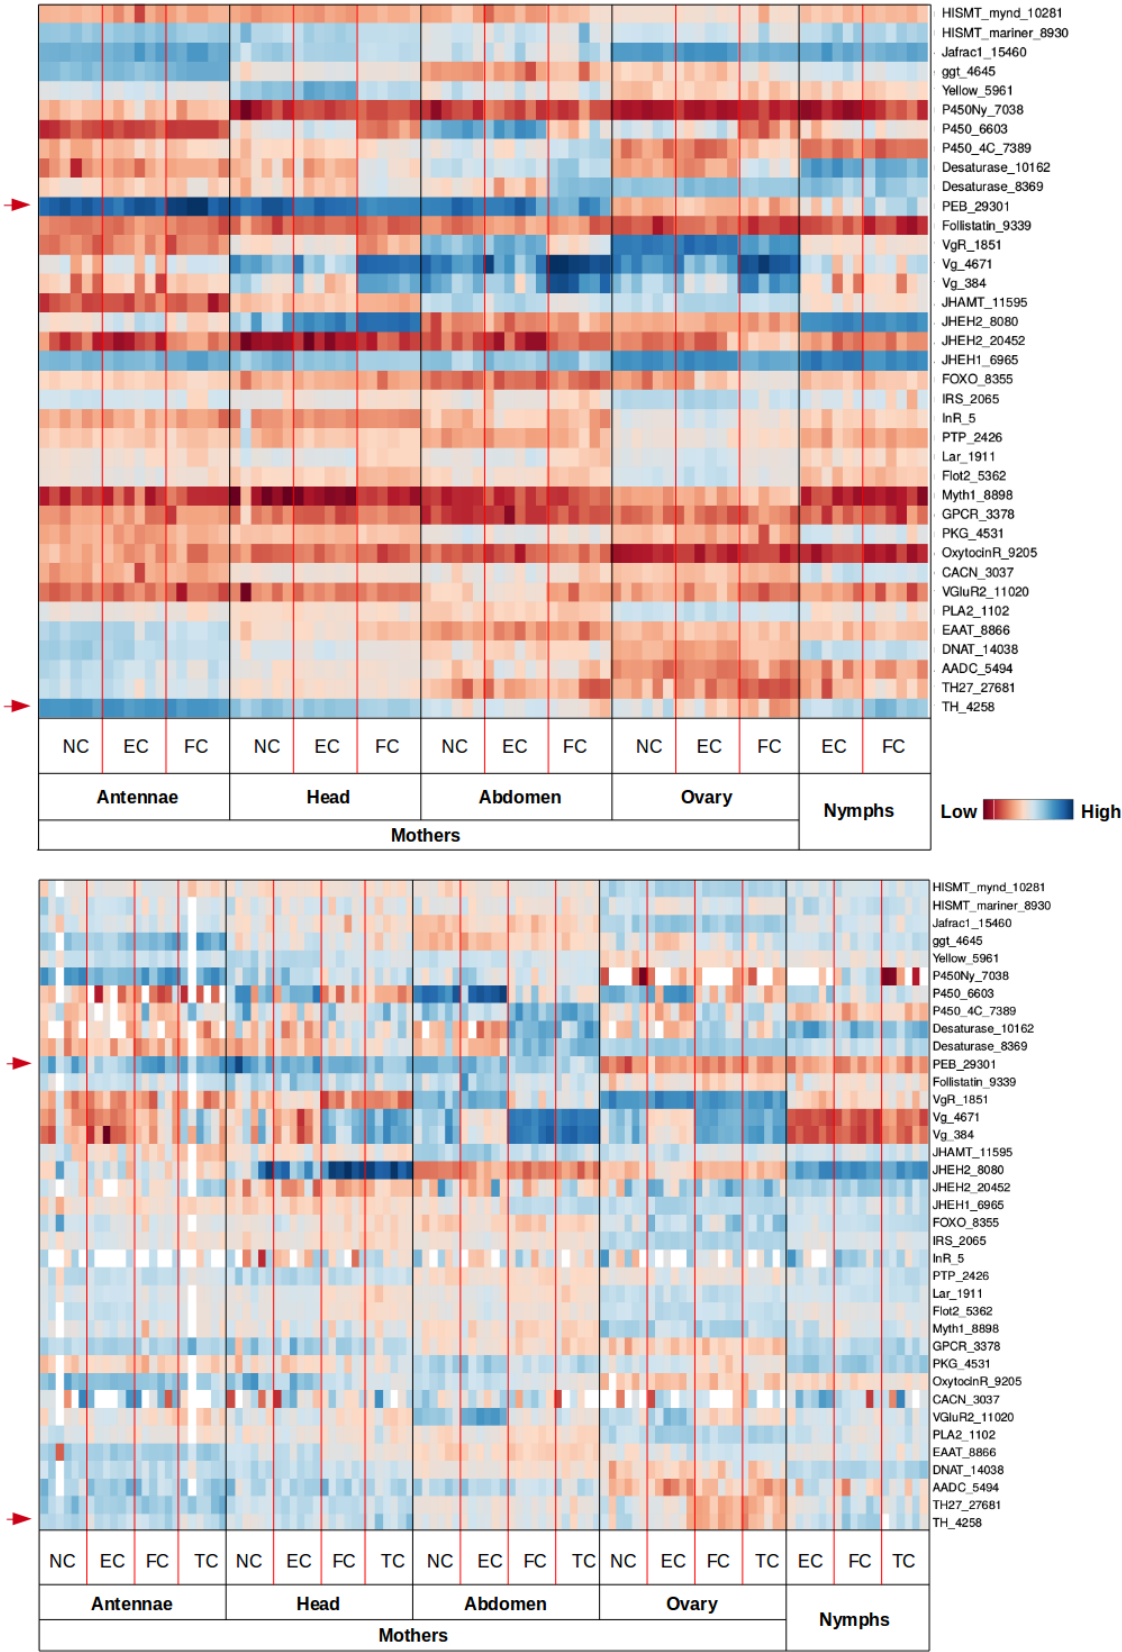 HISMT_mynd_10281
HISMT_mariner_8930
Jafrac1_15460
ggt_4645
Yellow_5961
P450Ny_7038
P450_6603
P450_4C_7389
Desaturase_10162
Desaturase_8369
PEB_29301
Follistatin_9339
VgR_1851
Vg_4671
Vg_384
JHAMT_11595
JHEH2_8080
JHEH2_20452
JHEH1_6965
FOXO_8355
IRS_2065
InR_5
PTP_2426
Lar_1911
Flot2_5362
Myth1_8898
GPCR_3378
PKG_4531
OxytocinR_9205
CACN_3037
VGluR2_11020
PLA2_1102
EAAT_8866
DNAT_14038
AADC_5494
TH27_27681
TH_4258
NC EC FC NC EC FC NC EC FC NC EC FC EC FC
Antennae Head Abdomen Ovary Nymphs
Mothers
Low High
HISMT_mynd_10281
HISMT_mariner_8930
Jafrac1_15460
ggt_4645
Yellow_5961
P450Ny_7038
P450_6603
P450_4C_7389
Desaturase_10162
Desaturase_8369
PEB_29301
Follistatin_9339
VgR_1851
Vg_4671
Vg_384
JHAMT_11595
JHEH2_8080
JHEH2_20452
JHEH1_6965
FOXO_8355
IRS_2065
InR_5
PTP_2426
Lar_1911
Flot2_5362
Myth1_8898
GPCR_3378
PKG_4531
OxytocinR_9205
CACN_3037
VGluR2_11020
PLA2_1102
EAAT_8866
DNAT_14038
AADC_5494
TH27_27681
TH_4258
NC EC FC TC NC EC FC TC NC EC FC TC NC EC FC TC EC FC TC
Antennae Head Abdomen Ovary Nymphs
Mothers